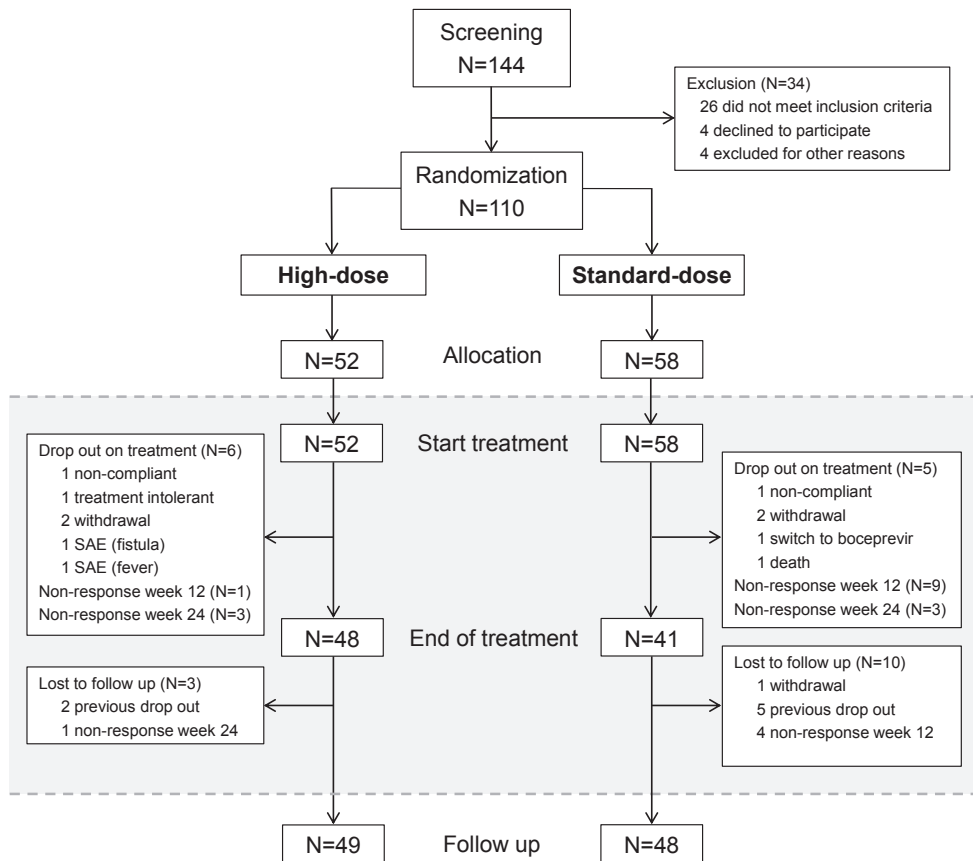 Screening
N=144
Exclusion (N=34)
26 did not meet inclusion criteria
4 declined to participate
4 excluded for other reasons
Randomization
N=110
High-dose
Standard-dose
N=52
Allocation
N=58
N=52
Start treatment
N=58
Drop out on treatment (N=6)
1 non-compliant
1 treatment intolerant
2 withdrawal
1 SAE (fistula)
1 SAE (fever)
Non-response week 12 (N=1)
Non-response week 24 (N=3)
Drop out on treatment (N=5)
1 non-compliant
2 withdrawal
1 switch to boceprevir
1 death
Non-response week 12 (N=9)
Non-response week 24 (N=3)
N=48
End of treatment
N=41
Lost to follow up (N=3)
2 previous drop out
1 non-response week 24
Lost to follow up (N=10)
1 withdrawal
5 previous drop out
4 non-response week 12
N=49
Follow up
N=48